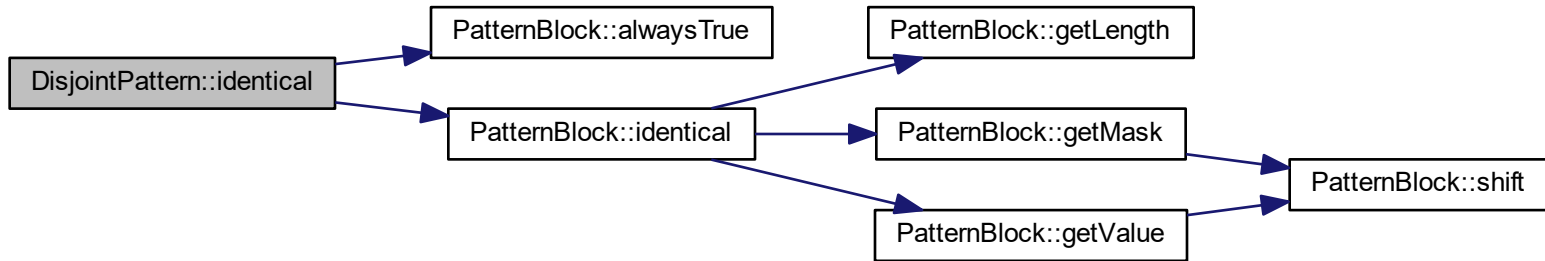 DisjointPattern::identical
PatternBlock::alwaysTrue
PatternBlock::identical
PatternBlock::getLength
PatternBlock::getMask
PatternBlock::getValue
PatternBlock::shift